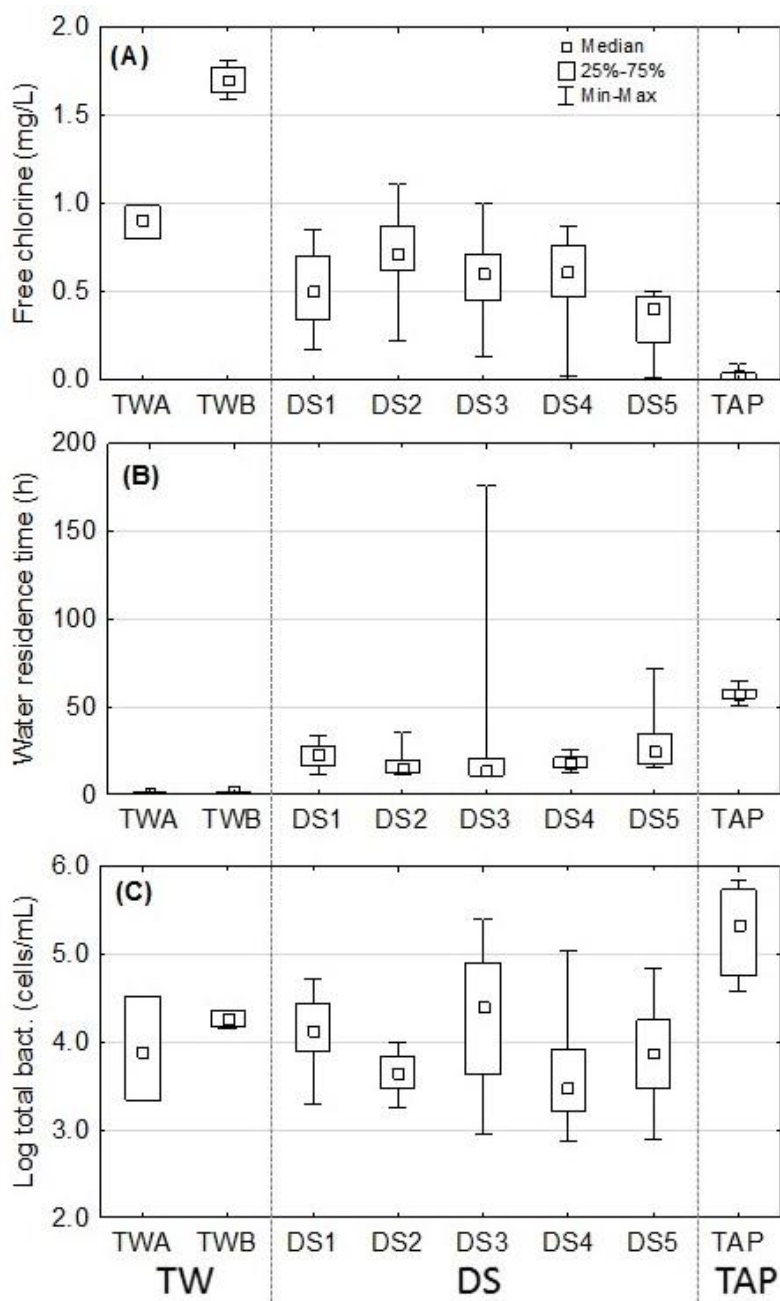 (A)
Free chlorine (mg/L)
2.0
1.5
1.0
0.5
0.0
Median
25%-75%
Min-Max
TWA TWB DS1 DS2 DS3 DS4 DS5 TAP
(B)
Water residence time (h)
200
150
100
50
0
TWA TWB DS1 DS2 DS3 DS4 DS5 TAP
(C)
Log total bact. (cells/mL)
6.0
5.0
4.0
3.0
2.0
TWA TWB DS1 DS2 DS3 DS4 DS5 TAP
TW DS TAP